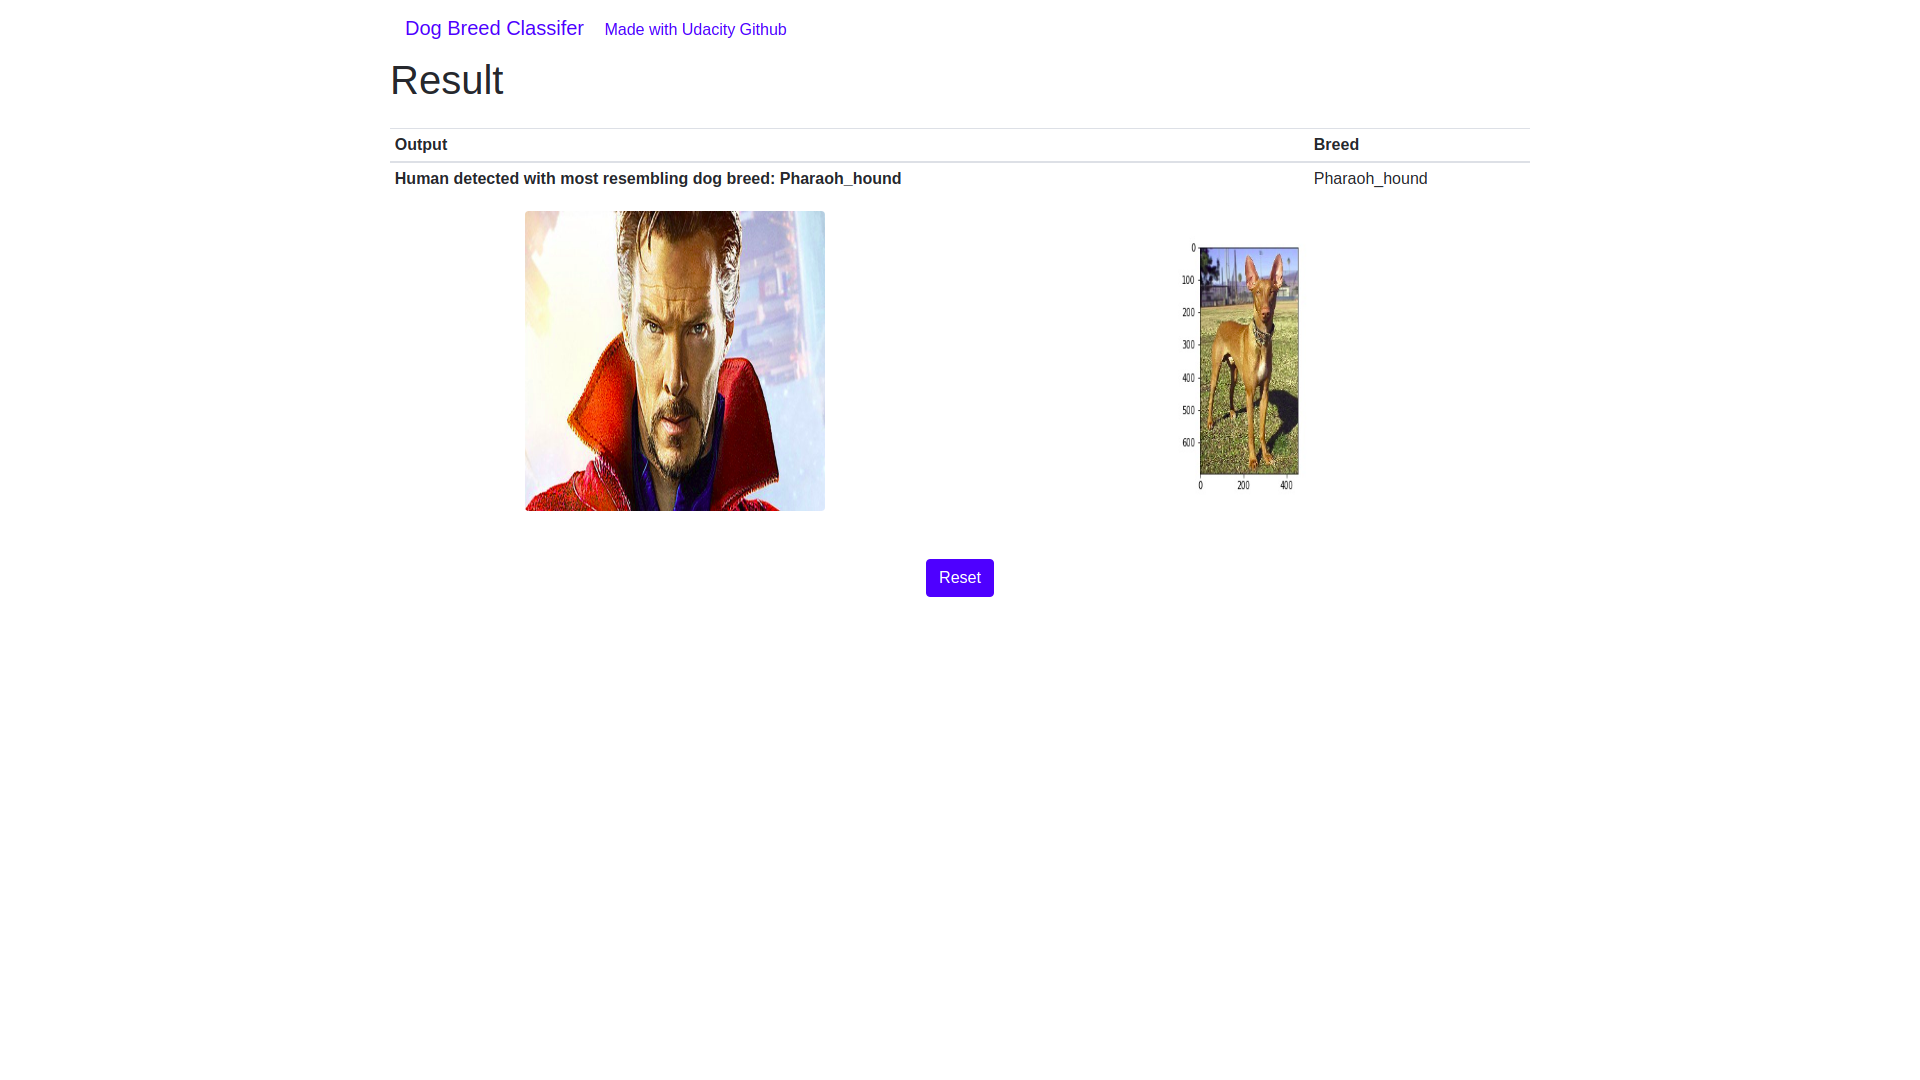 Dog Breed Classifer Made with Udacity Github
Result
Output Breed
Human detected with most resembling dog breed: Pharaoh_hound Pharaoh_hound
0
100
200
300
400
500
600
0 200 400
Reset